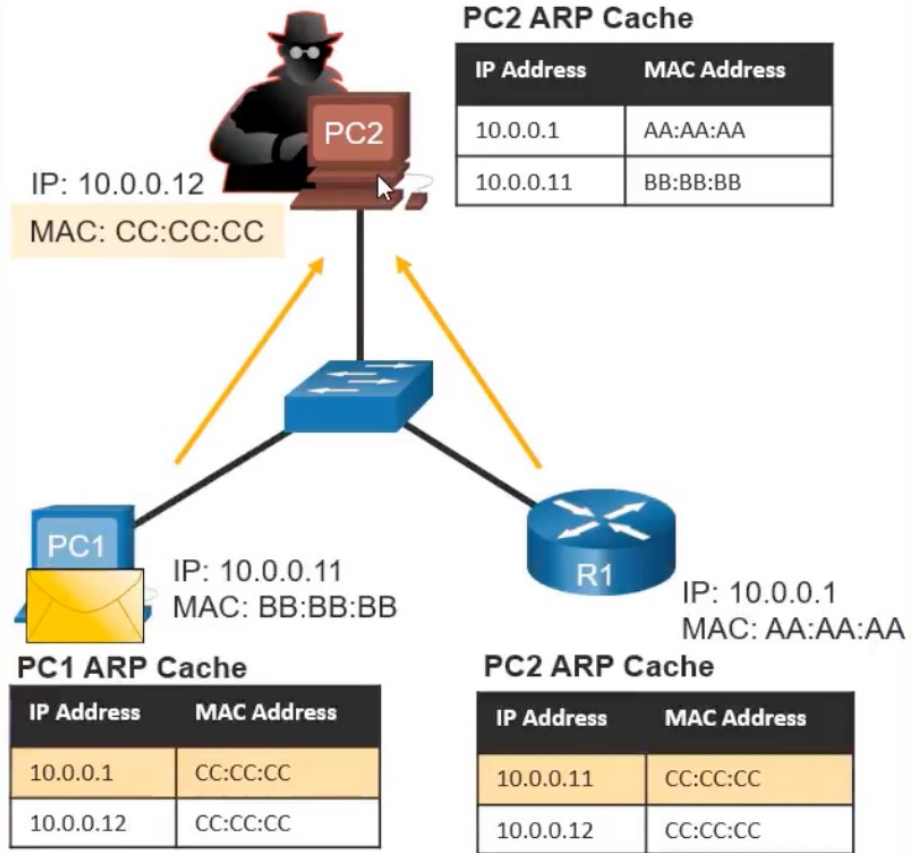 PC2 ARP Cache
IP Address MAC Address
10.0.0.1 AA:AA:AA
10.0.0.11 BB:BB:BB
PC2
IP: 10.0.0.12
MAC: CC:CC:CC
PC1
IP: 10.0.0.11
MAC: BB:BB:BB
R1
IP: 10.0.0.1
MAC: AA:AA:AA
PC1 ARP Cache
IP Address MAC Address
10.0.0.1 CC:CC:CC
10.0.0.12 CC:CC:CC
PC2 ARP Cache
IP Address MAC Address
10.0.0.11 CC:CC:CC
10.0.0.12 CC:CC:CC